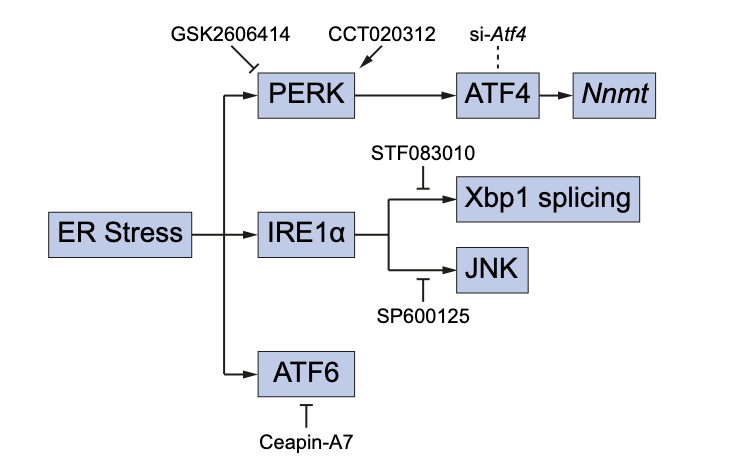 GSK2606414
CCT020312
si-Atf4
PERK
ATF4
Nnmt
STF083010
Xbp1 splicing
ER Stress
IRE1α
JNK
SP600125
ATF6
Ceapin-A7